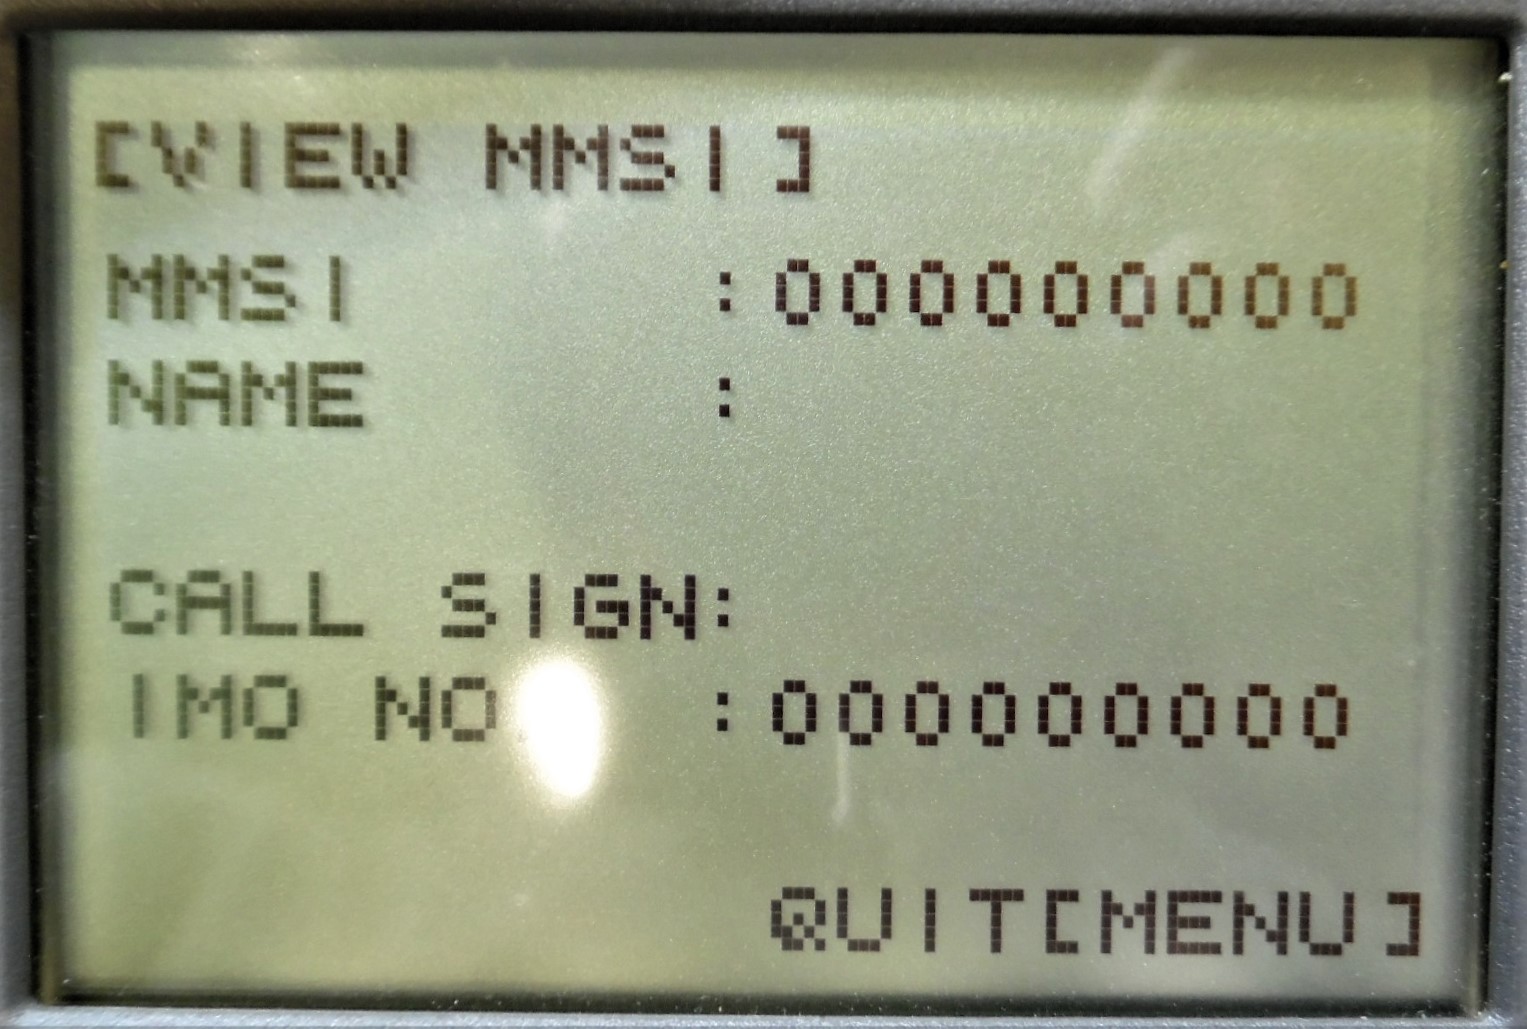 [VIEW MMSI]
MMSI :000000000
NAME :
CALL SIGN:
IMO NO :000000000
QUIT[MENU]